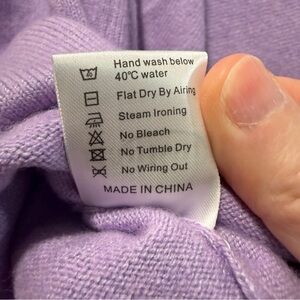 Hand wash below
40°C water
Flat Dry By Airing
Steam Ironing
No Bleach
No Tumble Dry
No Wiring Out
MADE IN CHINA